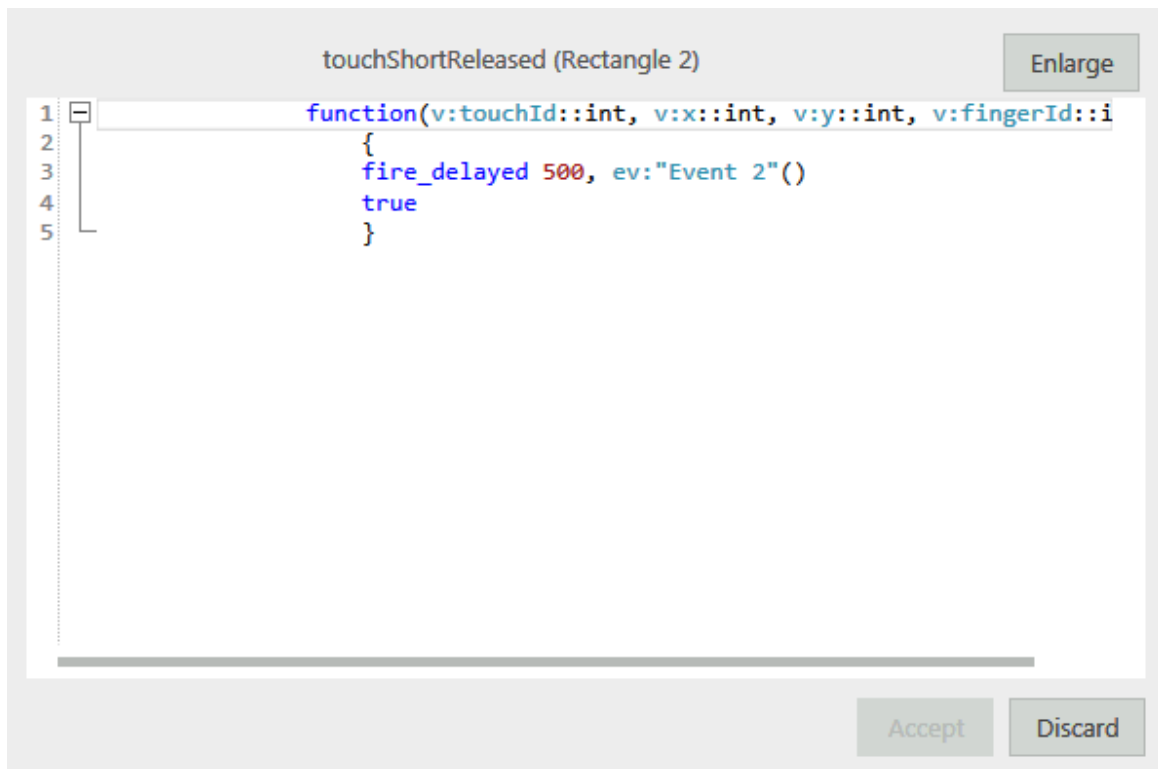 touchShortReleased (Rectangle 2)
Enlarge
1 function(v:touchId::int, v:x::int, v:y::int, v:fingerId::i
2 {
3 fire_delayed 500, ev:"Event 2"()
4 true
5 }
Accept
Discard